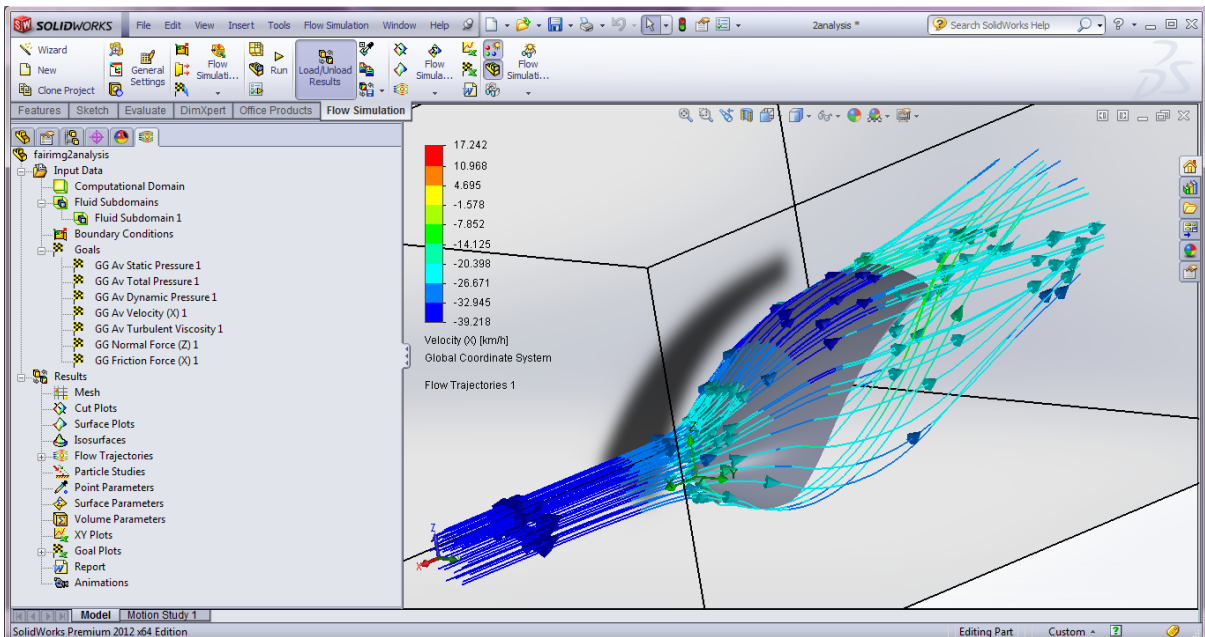 SOLIDWORKS File Edit View Insert Tools Flow Simulation Window Help 2analysis * Search SolidWorks Help
Wizard
New
Clone Project
General Settings
Flow Simulati...
Run
Load/Unload Results
Flow Simula...
Flow Simulati...
Features Sketch Evaluate DimXpert Office Products Flow Simulation
fairimg2analysis
Input Data
Computational Domain
Fluid Subdomains
Fluid Subdomain 1
Boundary Conditions
Goals
GG Av Static Pressure 1
GG Av Total Pressure 1
GG Av Dynamic Pressure 1
GG Av Velocity (X) 1
GG Av Turbulent Viscosity 1
GG Normal Force (Z) 1
GG Friction Force (X) 1
Results
Mesh
Cut Plots
Surface Plots
Isosurfaces
Flow Trajectories
Particle Studies
Point Parameters
Surface Parameters
Volume Parameters
XY Plots
Goal Plots
Report
Animations
17.242
10.968
4.695
-1.578
-7.852
-14.125
-20.398
-26.671
-32.945
-39.218
Velocity (X) [km/h]
Global Coordinate System
Flow Trajectories 1
Z
X
Model Motion Study 1
SolidWorks Premium 2012 x64 Edition Editing Part Custom